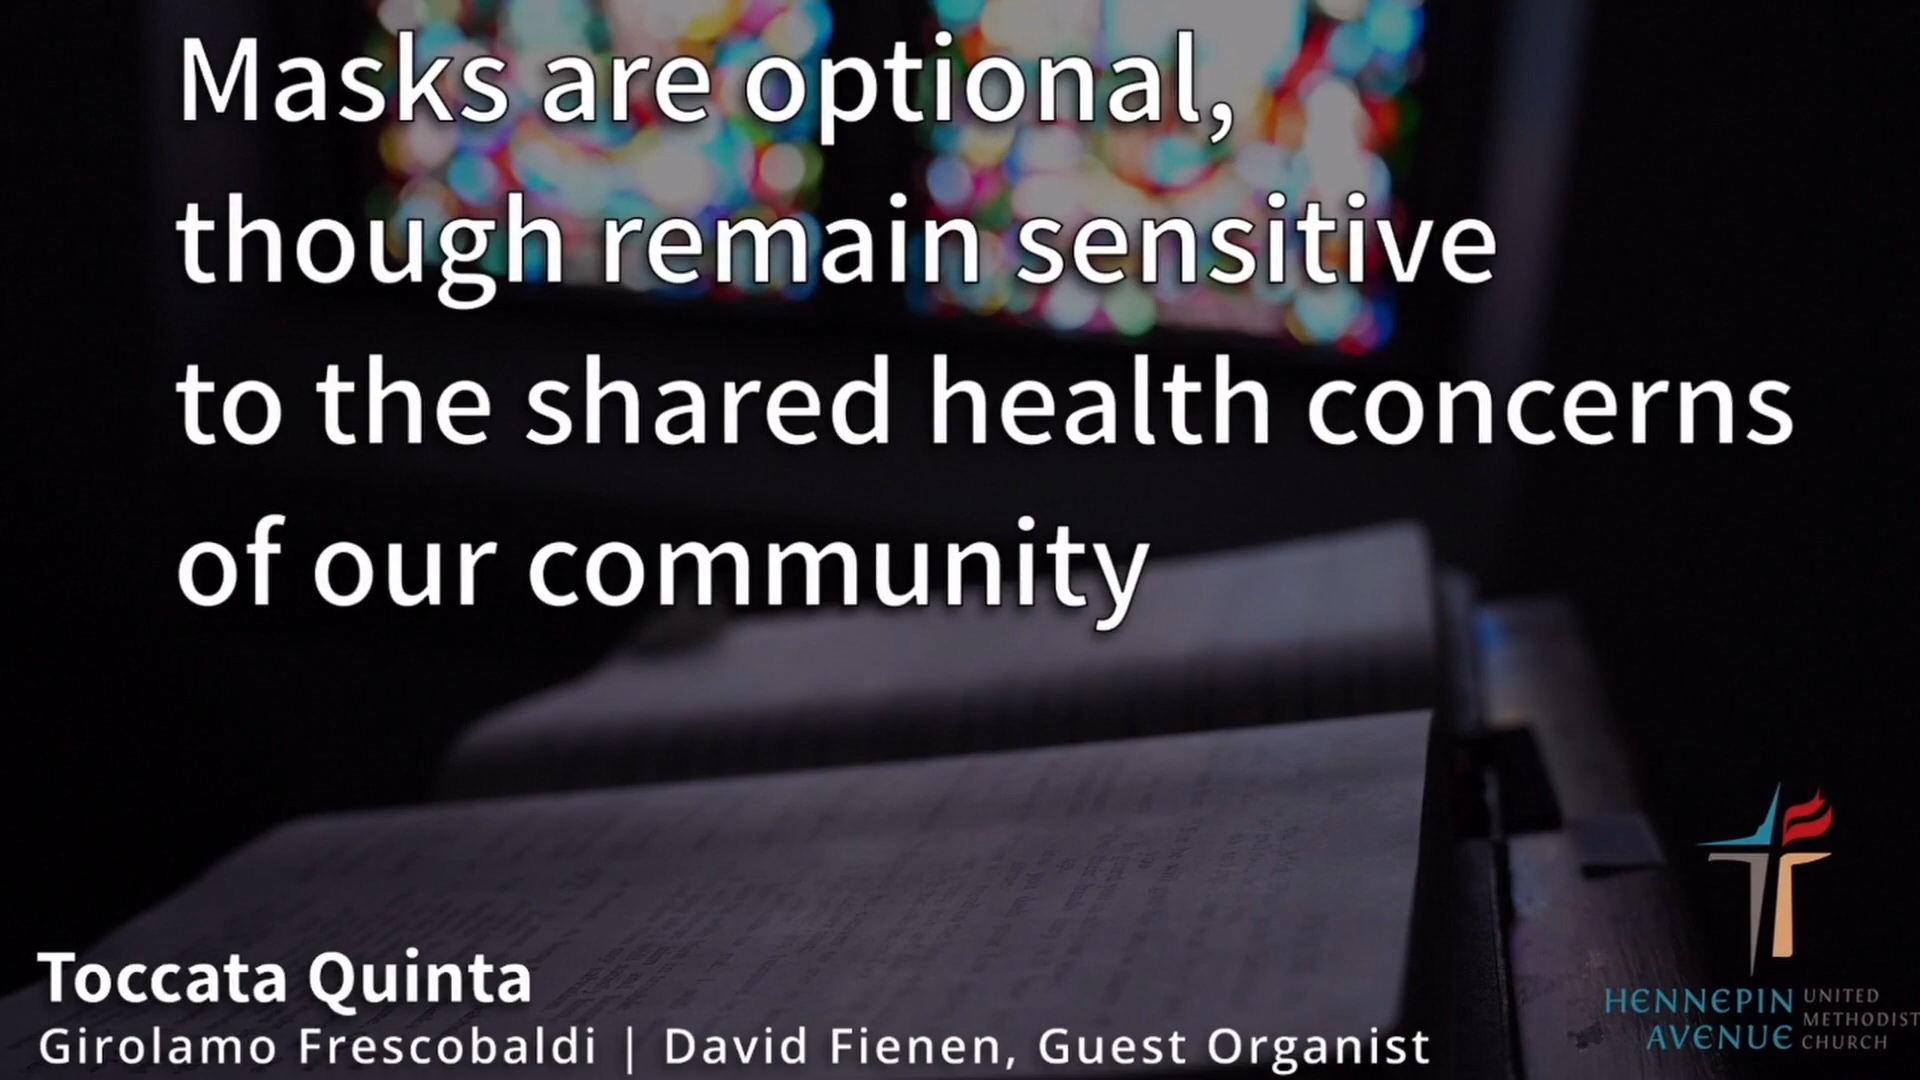 Masks are optional,
though remain sensitive
to the shared health concerns
of our community
Toccata Quinta
Girolamo Frescobaldi | David Fienen, Guest Organist
HENNEPIN
AVENUE
UNITED
METHODIST
CHURCH